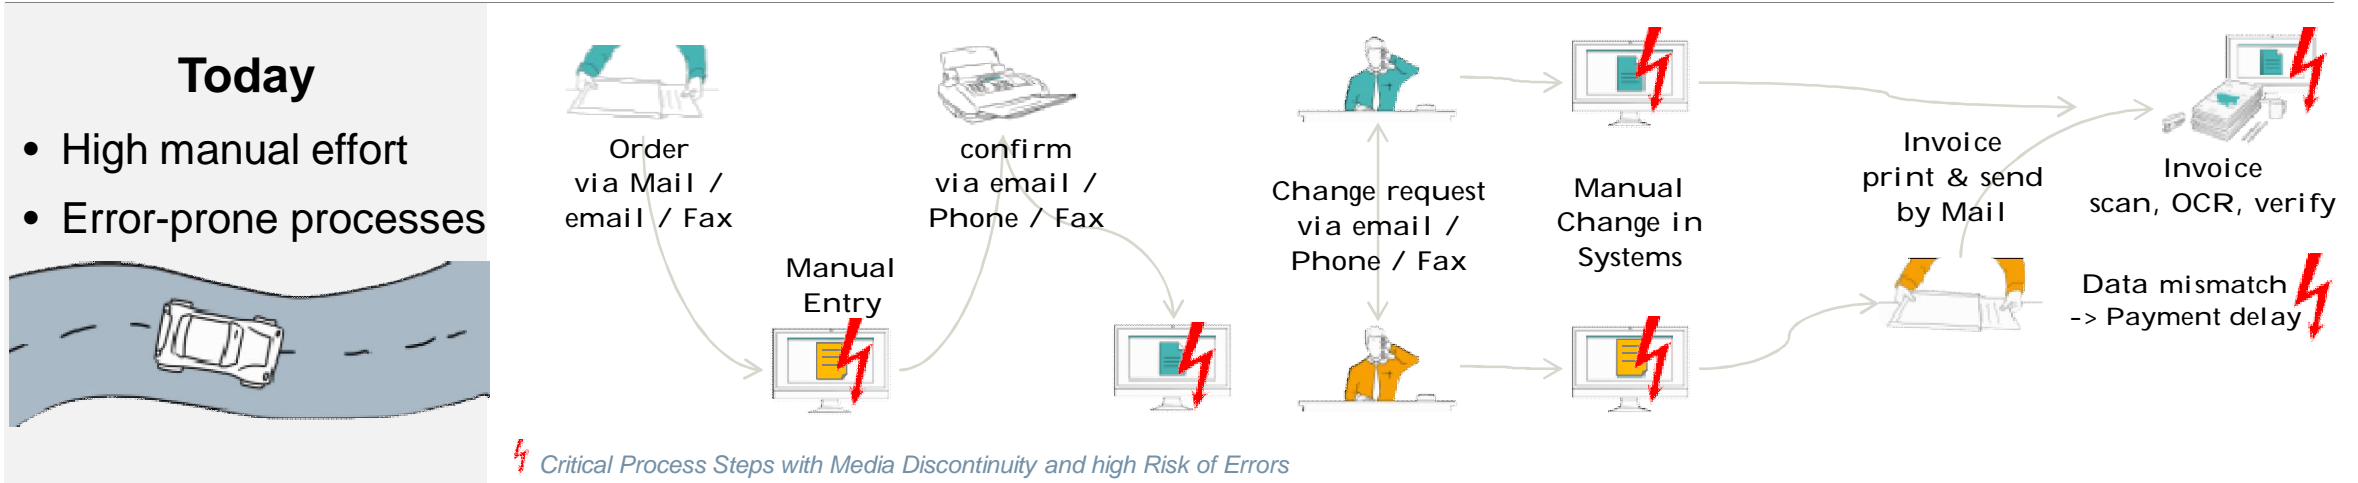 Today
• High manual effort
• Error-prone processes
Order
via Mail /
email / Fax
Manual
Entry
confirm
via email /
Phone / Fax
Change request
via email /
Phone / Fax
Manual
Change in
Systems
Invoice
print & send
by Mail
Invoice
scan, OCR, verify
Data mismatch
-> Payment delay
Critical Process Steps with Media Discontinuity and high Risk of Errors